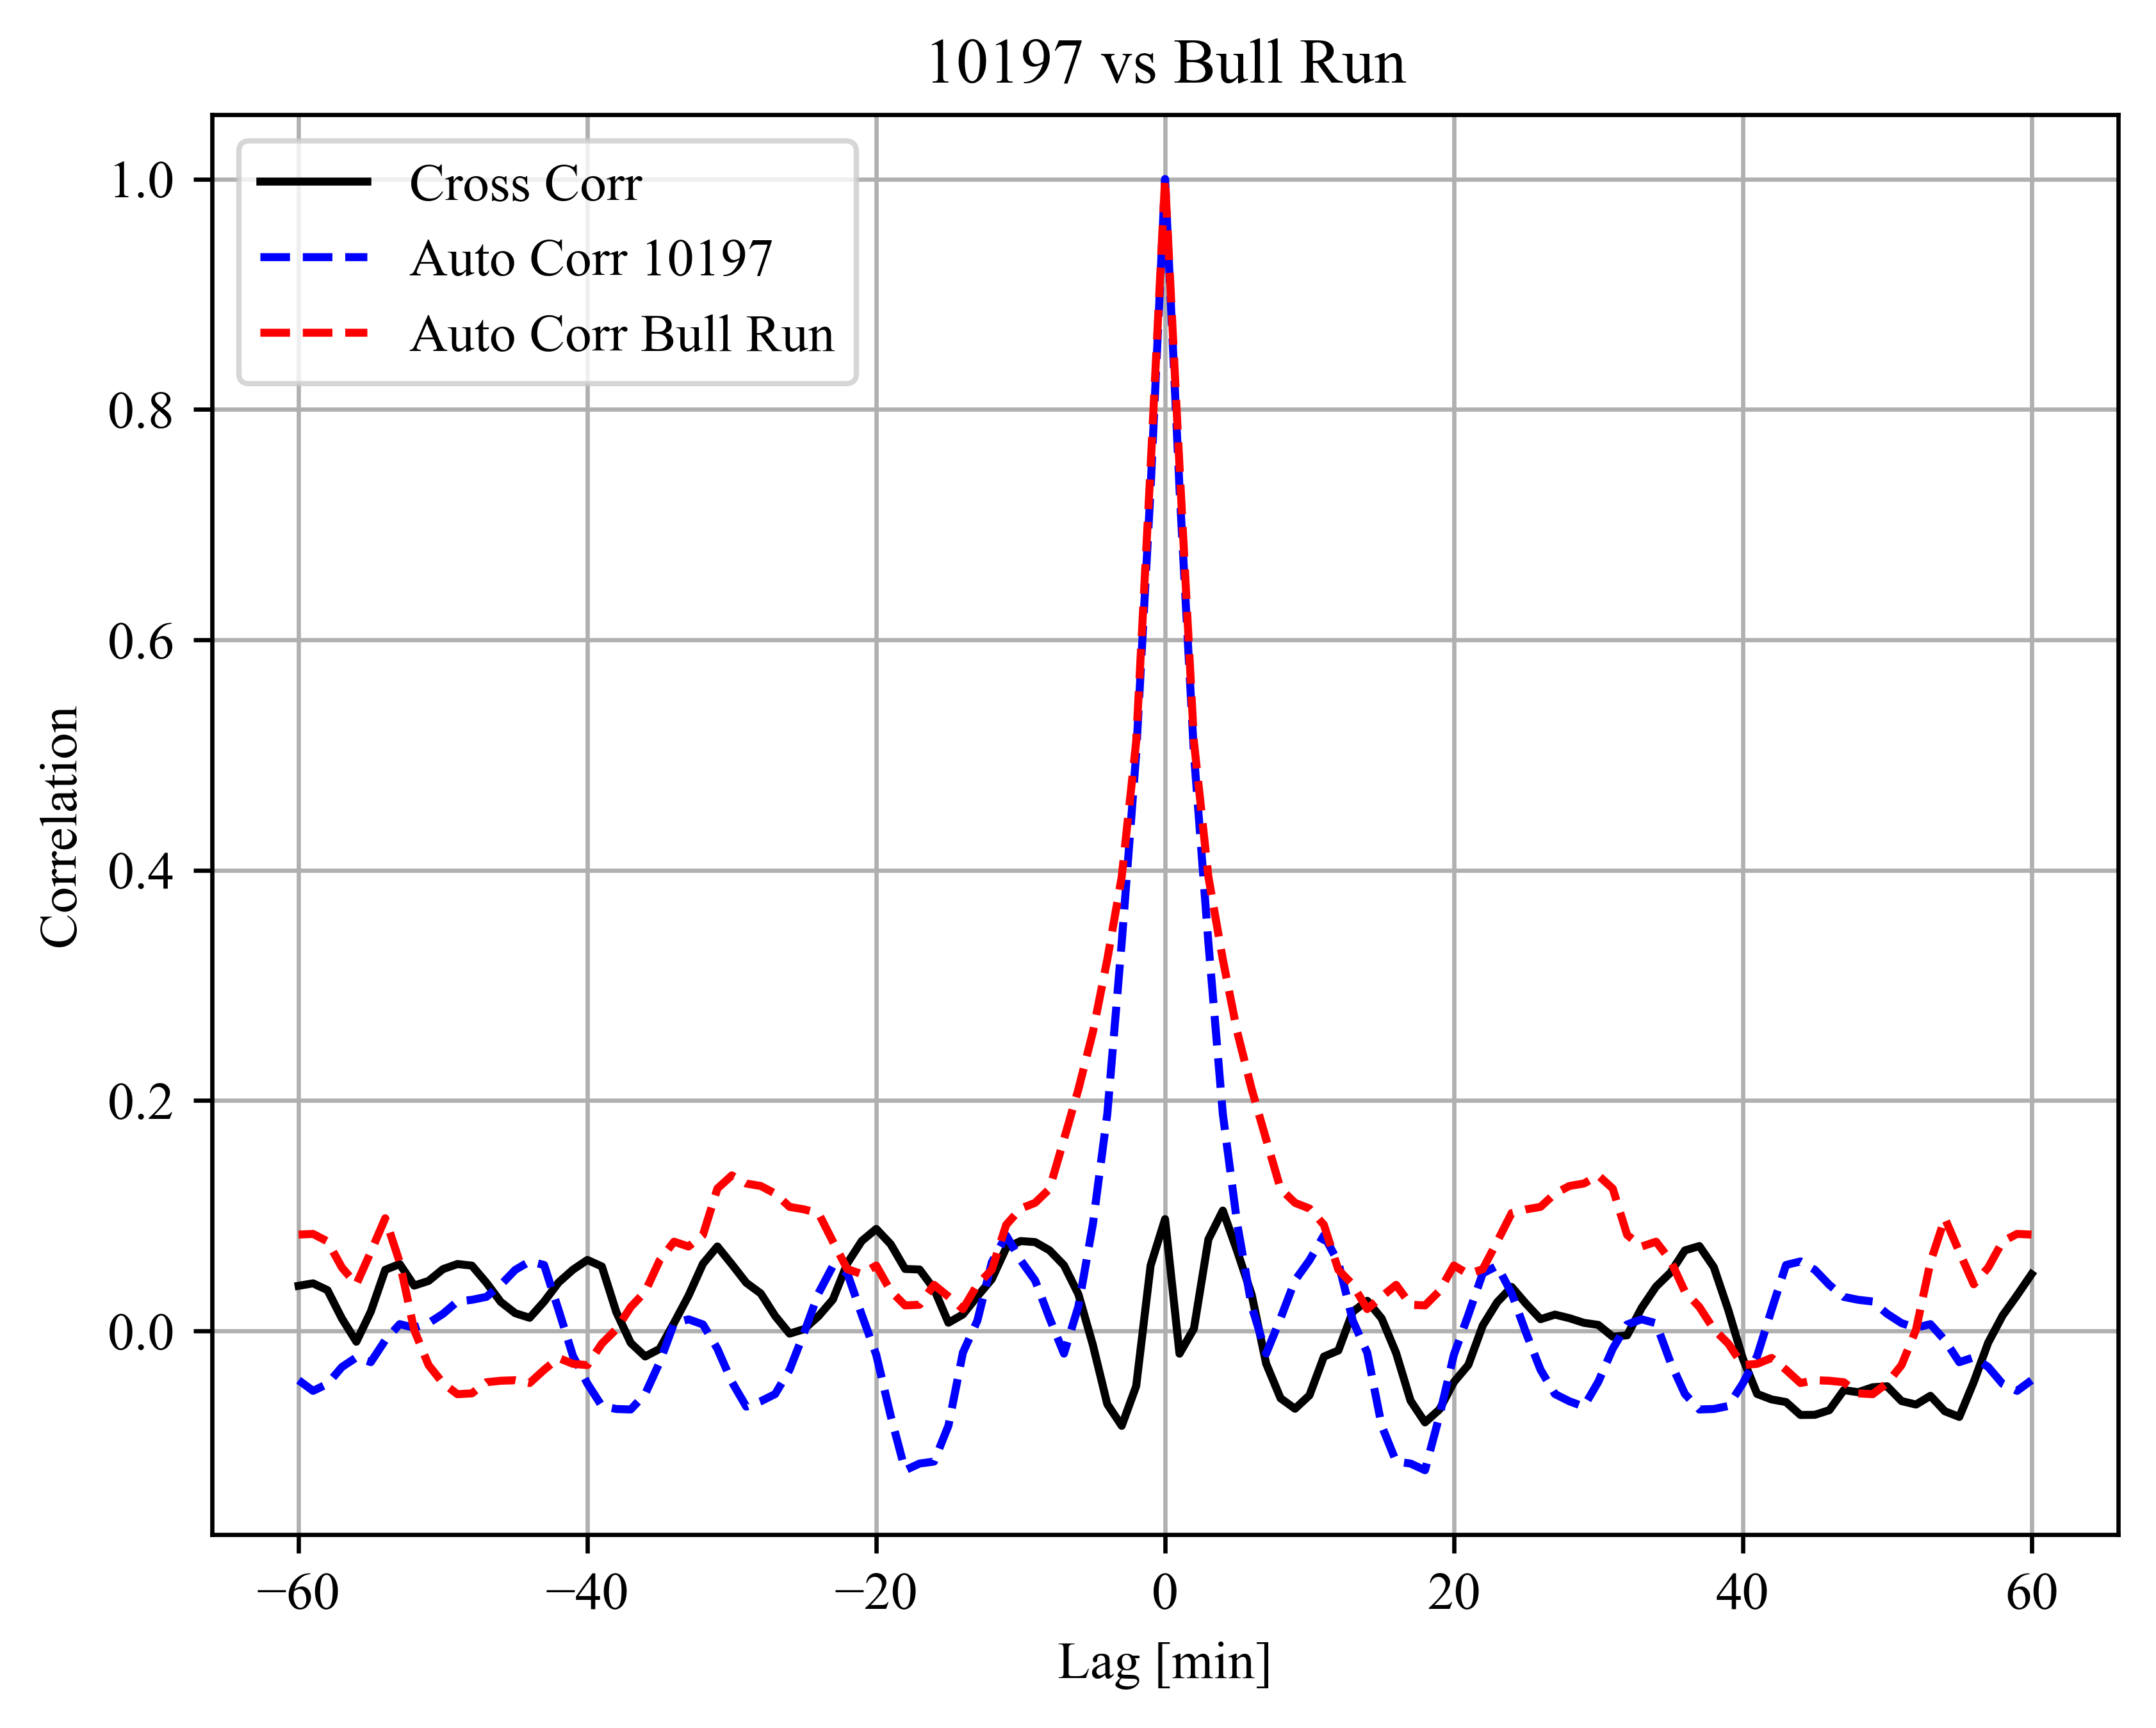 10197 vs Bull Run
Cross Corr
Auto Corr 10197
Auto Corr Bull Run
1.0
0.8
0.6
0.4
0.2
0.0
Correlation
−60 −40 −20 0 20 40 60
Lag [min]